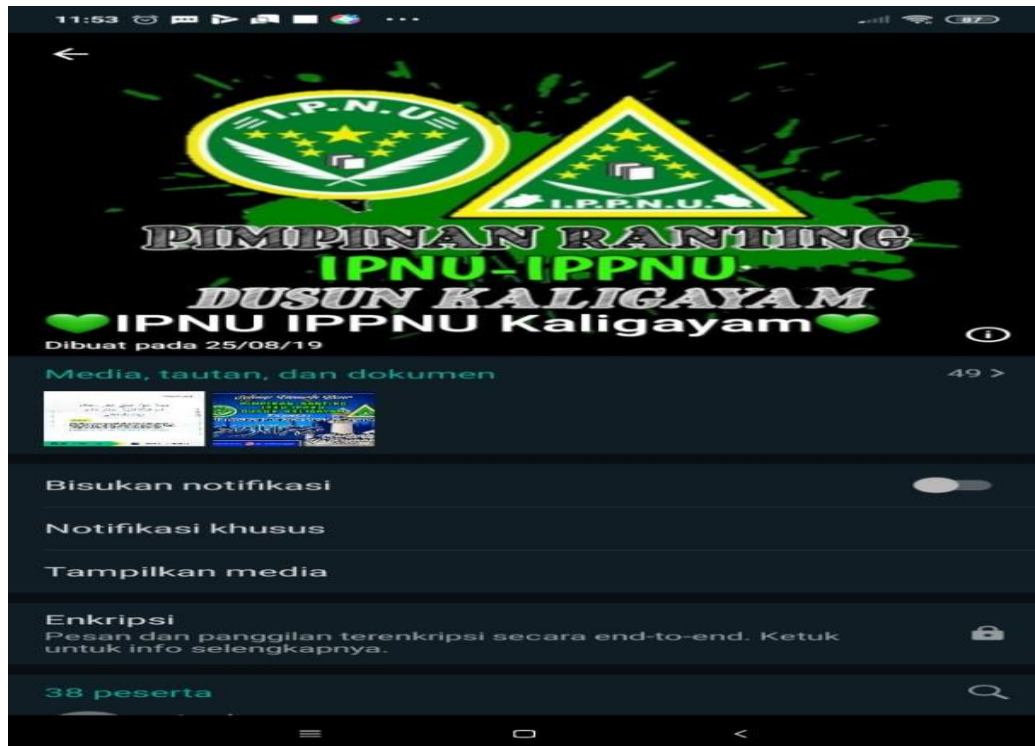 11:53
87
I.P.N.U
I.P.P.N.U.
PIMPINAN RANTING
IPNU-IPPNU
DUSUN KALIGAYAM
💚IPNU IPPNU Kaligayam💚
Dibuat pada 25/08/19
Media, tautan, dan dokumen
49 >
Bisukan notifikasi
Notifikasi khusus
Tampilkan media
Enkripsi
Pesan dan panggilan terenkripsi secara end-to-end. Ketuk
untuk info selengkapnya.
38 peserta